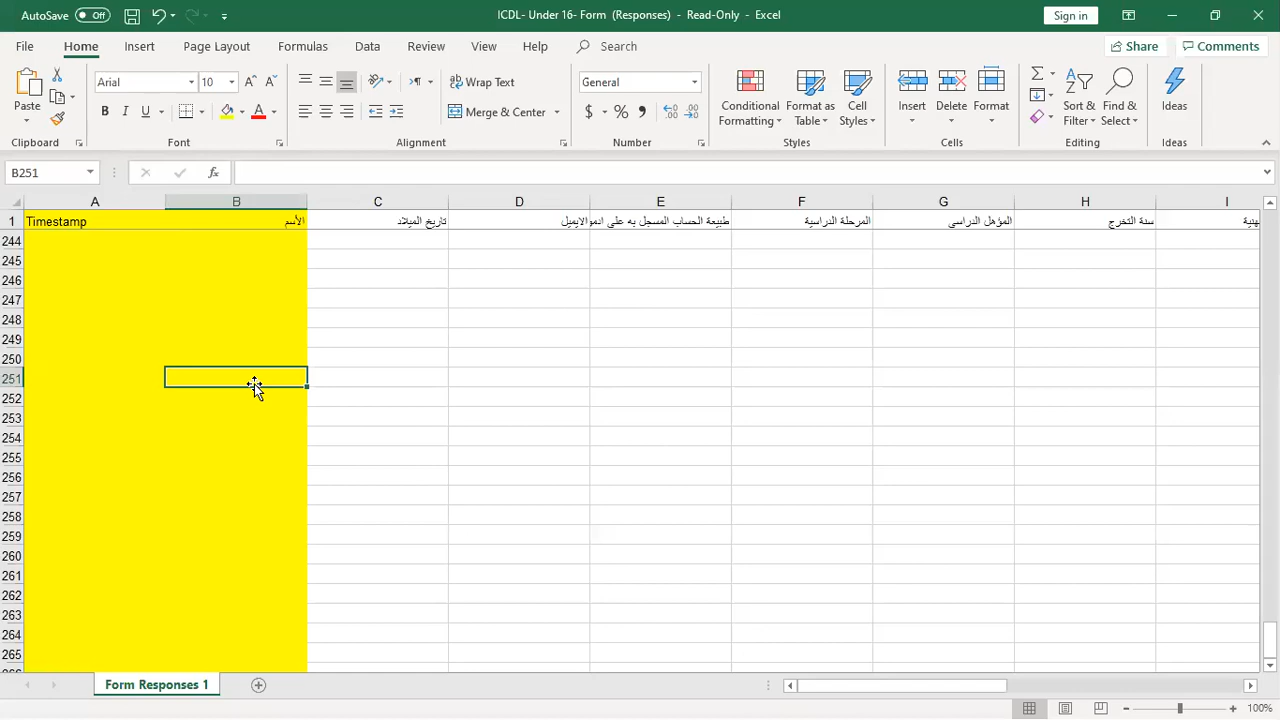 AutoSave Off ICDL- Under 16- Form (Responses) - Read-Only - Excel Sign in
File Home Insert Page Layout Formulas Data Review View Help Search Share Comments
Paste Arial 10 Wrap Text General Conditional Formatting Format as Table Cell Styles Insert Delete Format Sort & Filter Find & Select Ideas
B I U A Merge & Center $ %
Clipboard Font Alignment Number Styles Cells Editing Ideas
B251 fx
A B C D E F G H I
1 Timestamp الأسم تاريخ الميلاد الايميل طبيعة الحساب المسجل به على المرحلة الدراسية المؤهل الدراسى سنة التخرج
244
245
246
247
248
249
250
251
252
253
254
255
256
257
258
259
260
261
262
263
264
265
Form Responses 1
100%